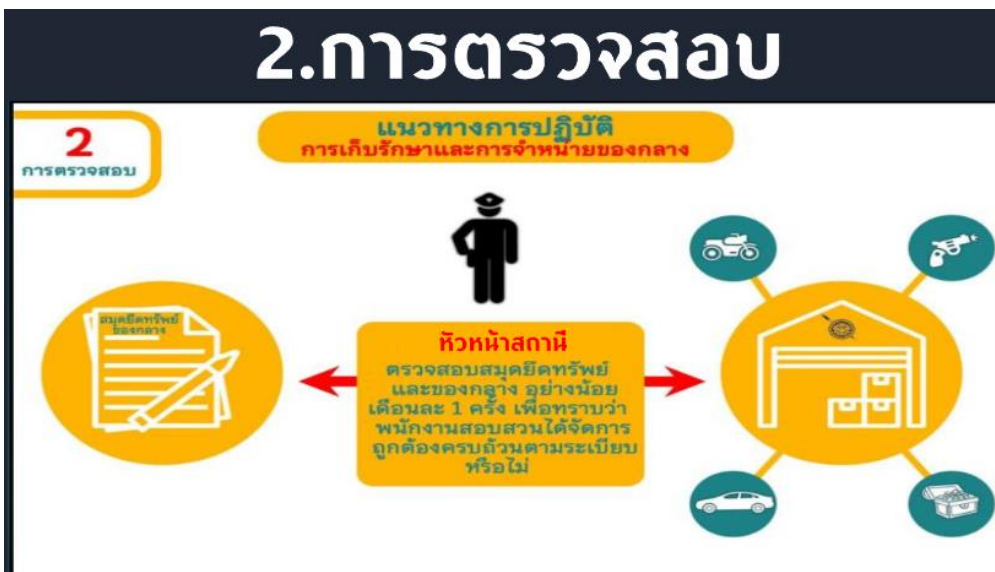 2.การตรวจสอบ
2
การตรวจสอบ
แนวทางการปฏิบัติ
การเก็บรักษาและการจำหน่ายของกลาง
สมุดยึดทรัพย์
ของกลาง
หัวหน้าสถานี
ตรวจสอบสมุดยึดทรัพย์
และของกลาง อย่างน้อย
เดือนละ 1 ครั้ง เพื่อทราบว่า
พนักงานสอบสวนได้จัดการ
ถูกต้องครบถ้วนตามระเบียบ
หรือไม่